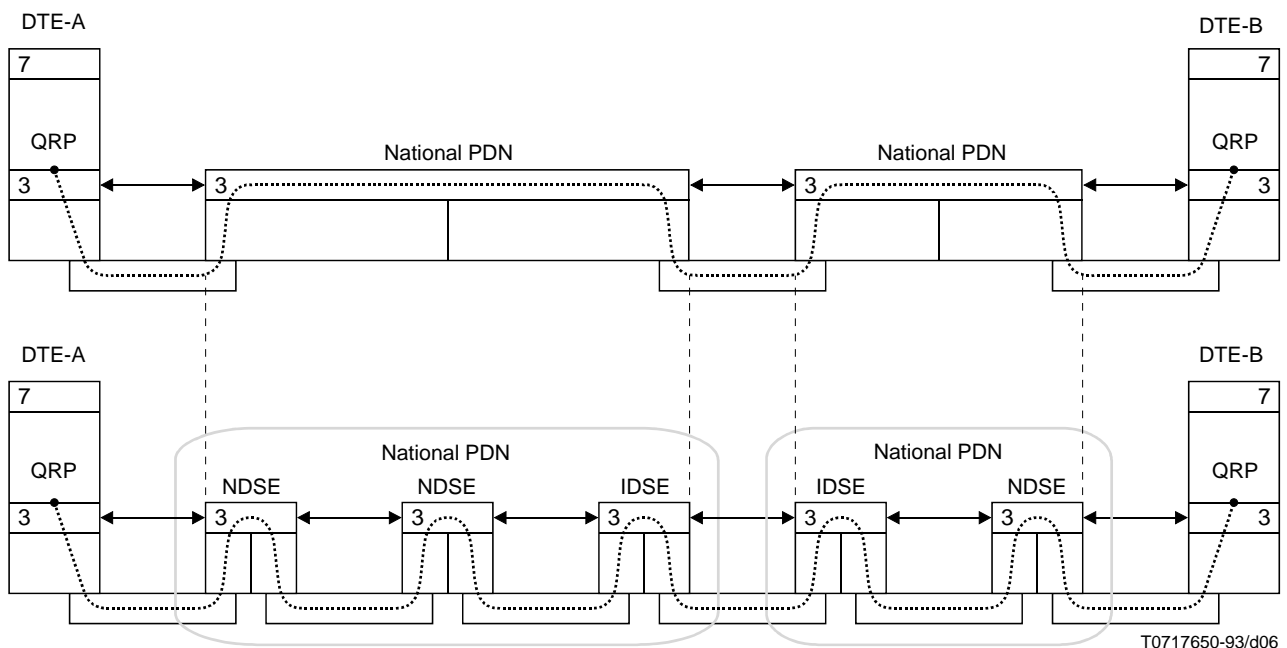 DTE-A
DTE-B
7
7
QRP
National PDN
National PDN
QRP
3
3
3
3
DTE-A
DTE-B
7
7
National PDN
National PDN
QRP
NDSE
NDSE
IDSE
IDSE
NDSE
QRP
3
3
3
3
3
3
3
T0717650-93/d06